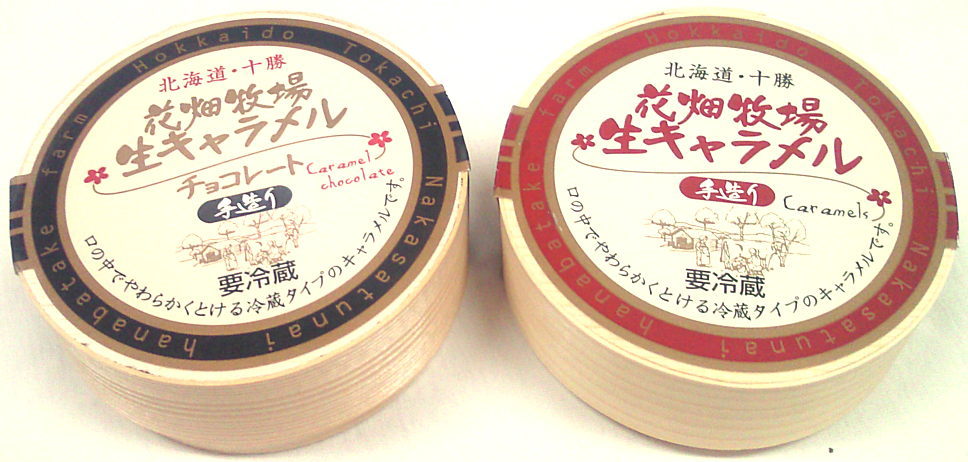 Hokkaido Tokachi Nakasatunai hanabatake farm
北海道・十勝
花畑牧場
生キャラメル
チョコレート
Caramel
chocolate
手造り
要冷蔵
口の中でやわらかくとける冷蔵タイプのキャラメルです。
Hokkaido Tokachi Nakasatunai hanabatake farm
北海道・十勝
花畑牧場
生キャラメル
手造り
Caramels
要冷蔵
口の中でやわらかくとける冷蔵タイプのキャラメルです。